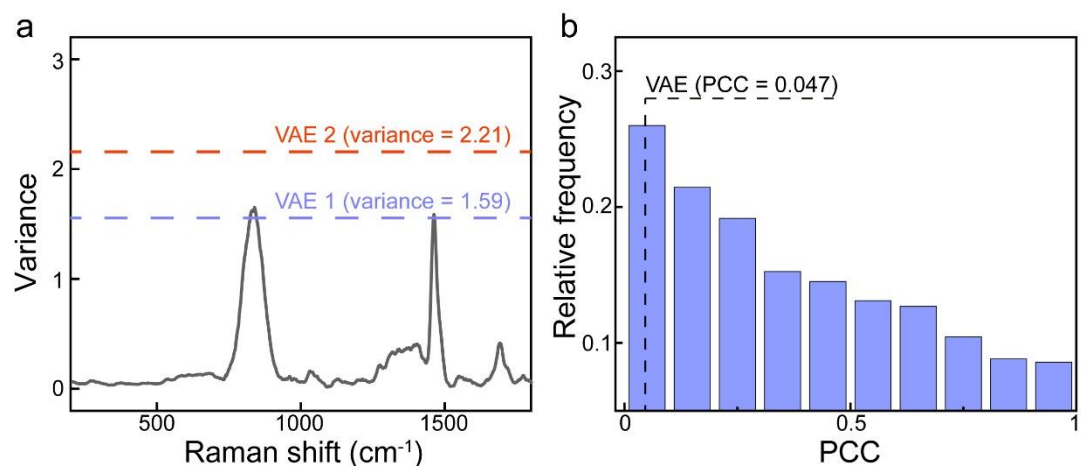 a
Variance
3
2
1
0
VAE 2 (variance = 2.21)
VAE 1 (variance = 1.59)
500
1000
1500
Raman shift (cm⁻¹)
b
Relative frequency
0.3
0.2
0.1
VAE (PCC = 0.047)
0
0.5
1
PCC